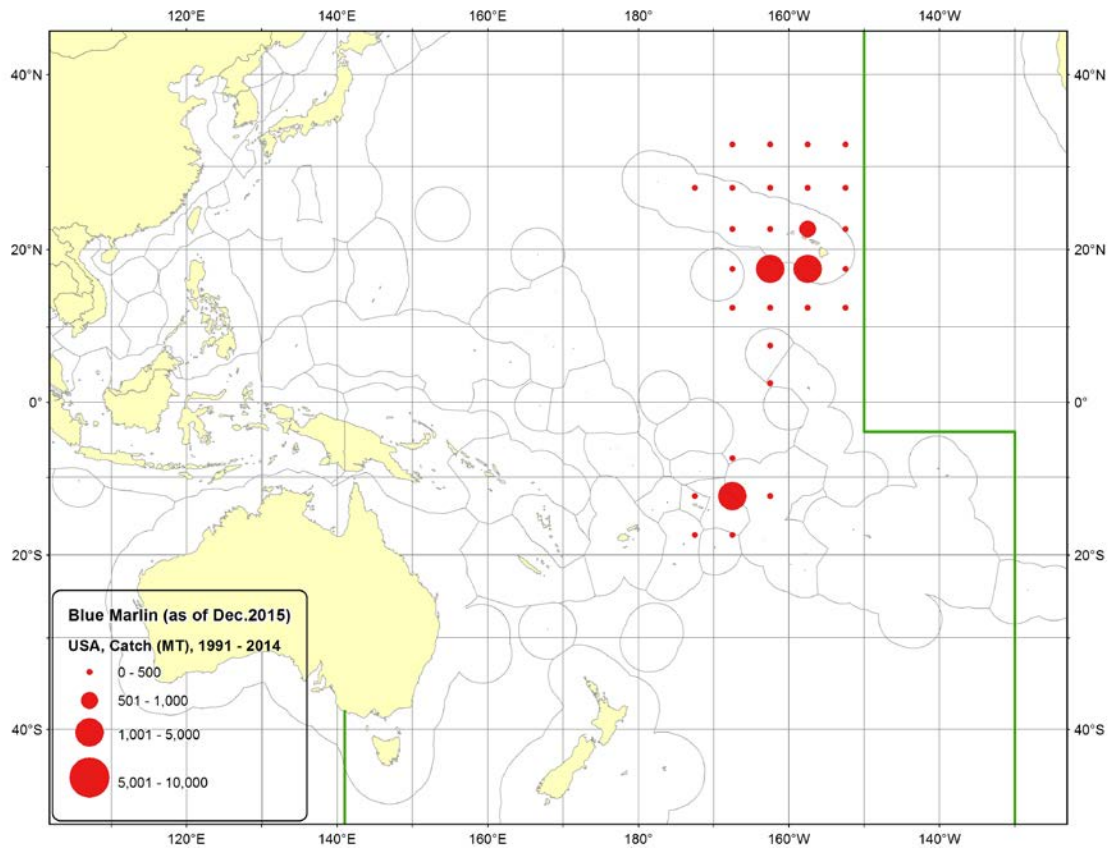 120°E 140°E 160°E 180° 160°W 140°W
40°N 40°N
20°N 20°N
0° 0°
20°S 20°S
40°S 40°S
Blue Marlin (as of Dec.2015)
USA, Catch (MT), 1991 - 2014
0 - 500
501 - 1,000
1,001 - 5,000
5,001 - 10,000
120°E 140°E 160°E 180° 160°W 140°W